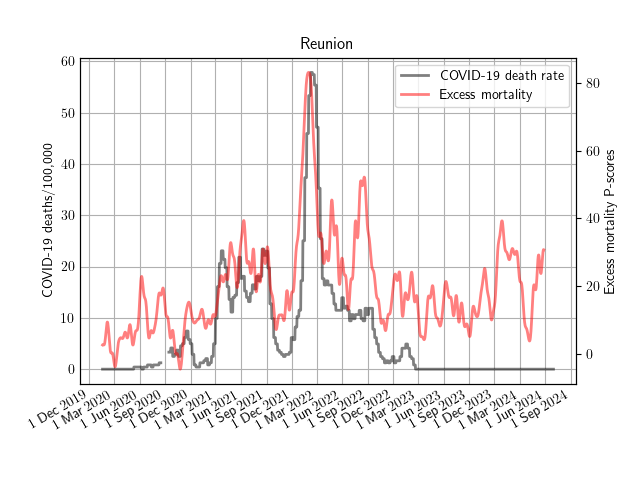 Reunion
COVID-19 death rate
Excess mortality
COVID-19 deaths/100,000
60
50
40
30
20
10
0
Excess mortality P-scores
80
60
40
20
0
1 Dec 2019
1 Mar 2020
1 Jun 2020
1 Sep 2020
1 Dec 2020
1 Mar 2021
1 Jun 2021
1 Sep 2021
1 Dec 2021
1 Mar 2022
1 Jun 2022
1 Sep 2022
1 Dec 2022
1 Mar 2023
1 Jun 2023
1 Sep 2023
1 Dec 2023
1 Mar 2024
1 Jun 2024
1 Sep 2024